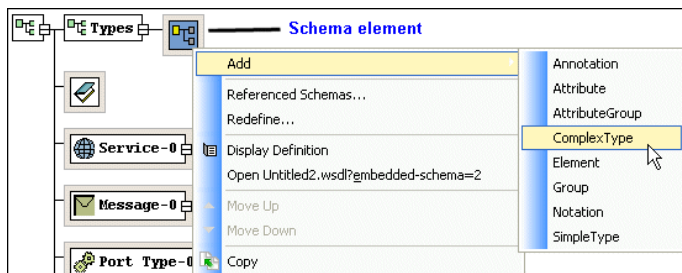 Types
Schema element
Add
Referenced Schemas...
Redefine...
Display Definition
Open Untitled2.wsdl?embedded-schema=2
Move Up
Move Down
Copy
Annotation
Attribute
AttributeGroup
ComplexType
Element
Group
Notation
SimpleType
Service-0
Message-0
Port Type-0